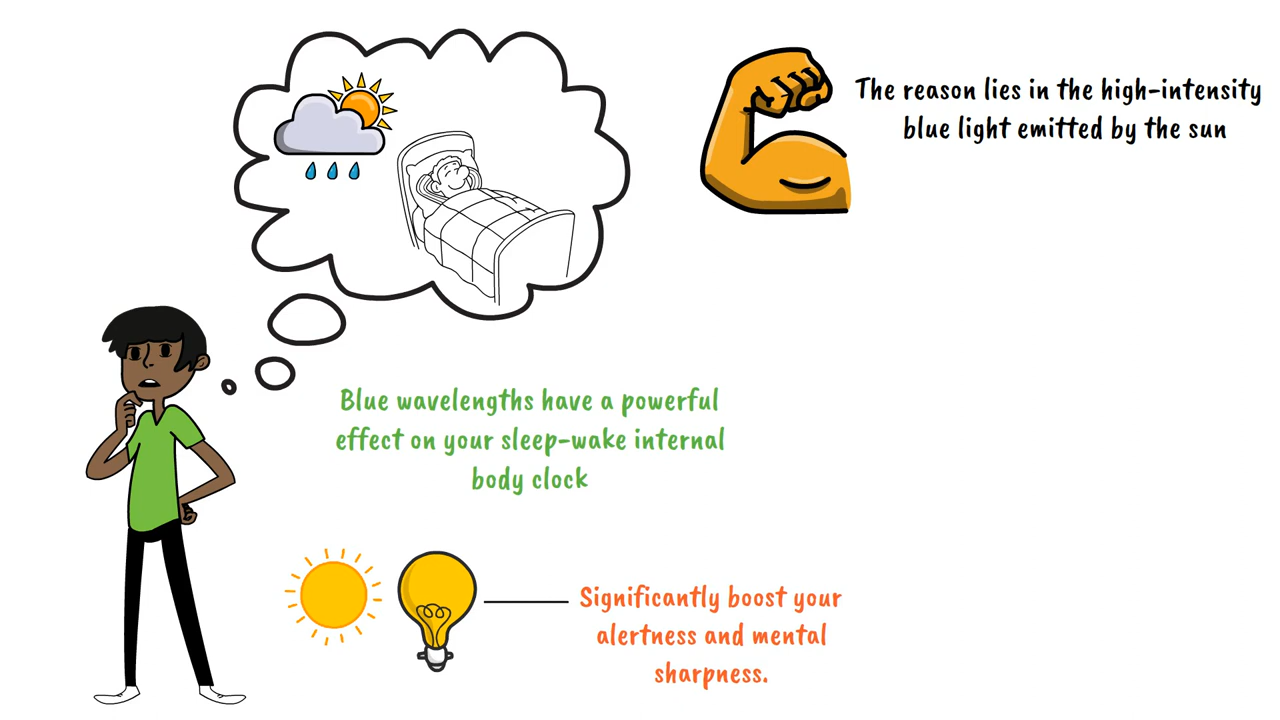 The reason lies in the high-intensity
blue light emitted by the sun
Blue wavelengths have a powerful
effect on your sleep-wake internal
body clock
Significantly boost your
alertness and mental
sharpness.